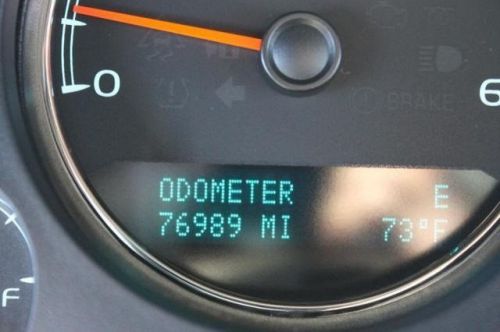 0
6
BRAKE
ODOMETER E
76989 MI 73°F
F